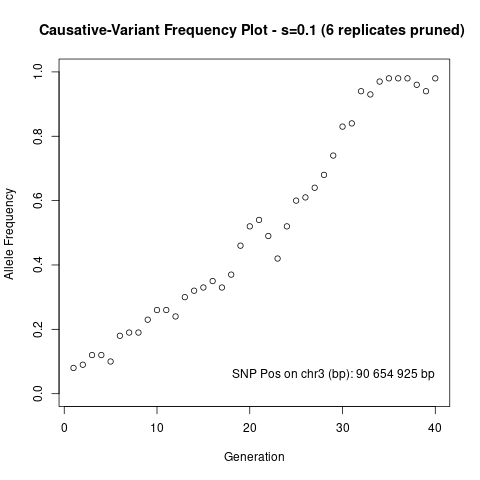 Causative-Variant Frequency Plot - s=0.1 (6 replicates pruned)
Allele Frequency
1.0
0.8
0.6
0.4
0.2
0.0
SNP Pos on chr3 (bp): 90 654 925 bp
0 10 20 30 40
Generation